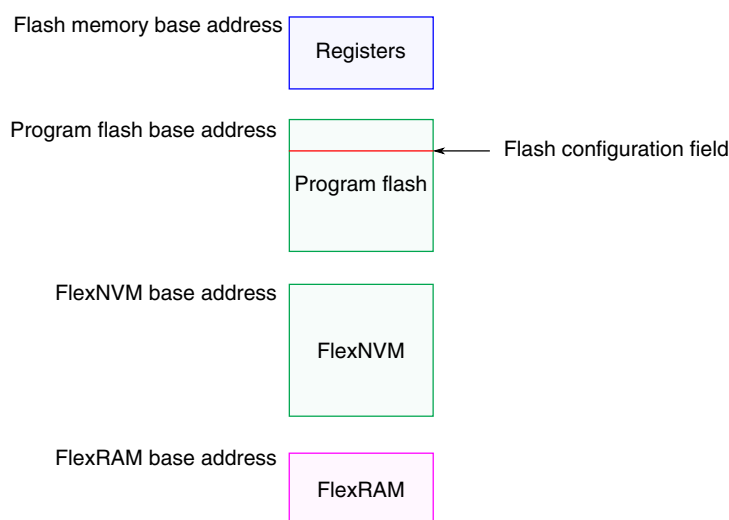 Flash memory base address
Registers
Program flash base address
Flash configuration field
Program flash
FlexNVM base address
FlexNVM
FlexRAM base address
FlexRAM